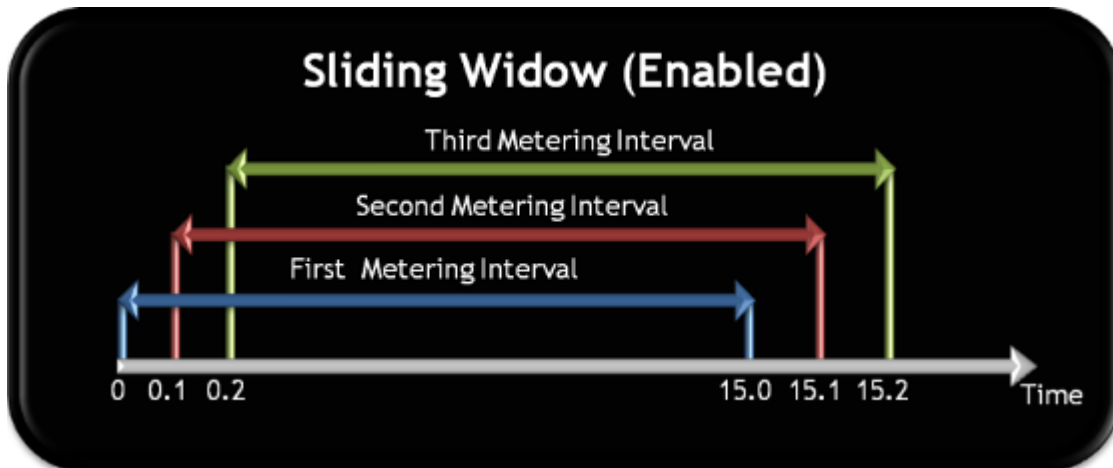 Sliding Widow (Enabled)
Third Metering Interval
Second Metering Interval
First Metering Interval
0 0.1 0.2 15.0 15.1 15.2
Time